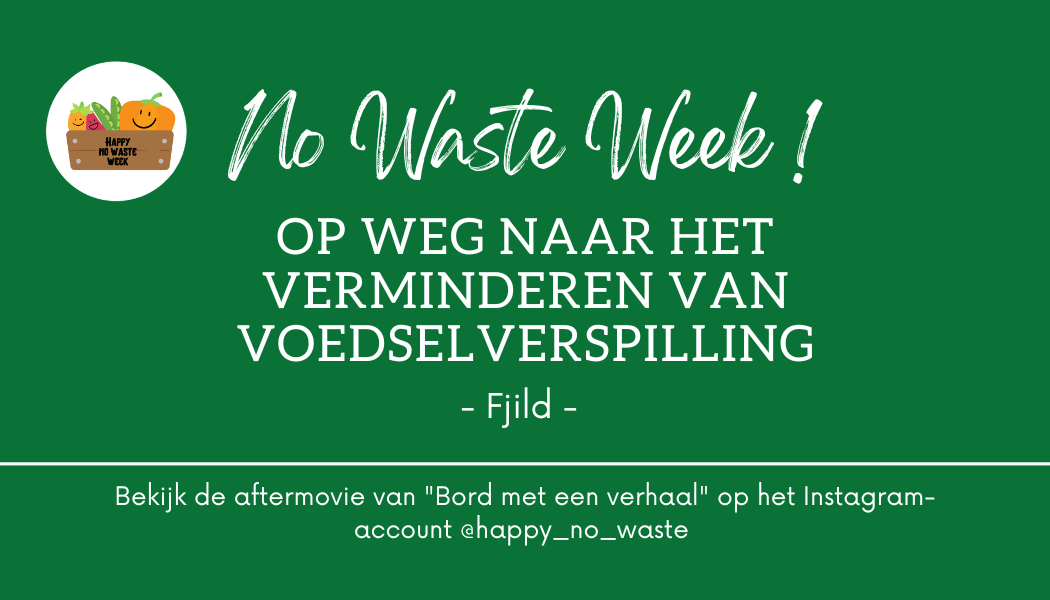 HAPPY
NO WASTE
WEEK
No Waste Week !
OP WEG NAAR HET
VERMINDEREN VAN
VOEDSELVERSPILLING
- Fjild -
Bekijk de aftermovie van "Bord met een verhaal" op het Instagram-
account @happy_no_waste